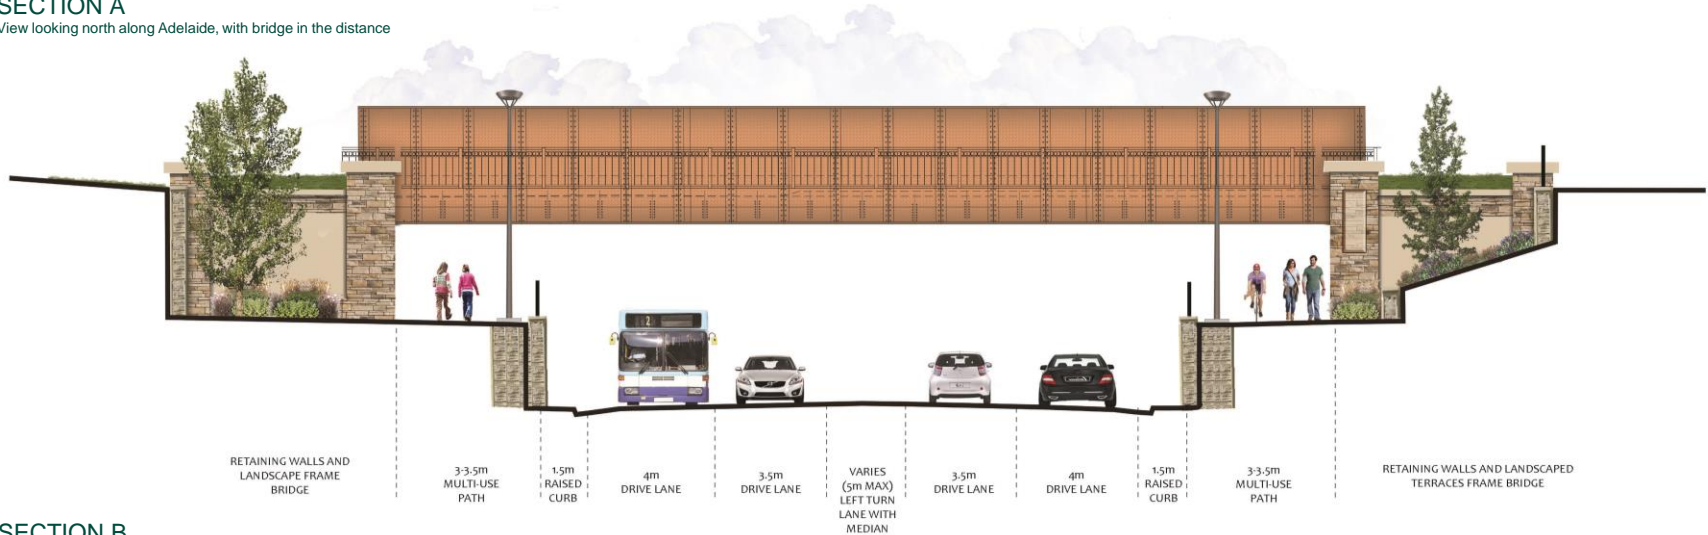 SECTION A
View looking north along Adelaide, with bridge in the distance
2
RETAINING WALLS AND
LANDSCAPE FRAME
BRIDGE
3-3.5m
MULTI-USE
PATH
1.5m
RAISED
CURB
4m
DRIVE LANE
3.5m
DRIVE LANE
VARIES
(5m MAX)
LEFT TURN
LANE WITH
MEDIAN
3.5m
DRIVE LANE
4m
DRIVE LANE
1.5m
RAISED
CURB
3-3.5m
MULTI-USE
PATH
RETAINING WALLS AND LANDSCAPED
TERRACES FRAME BRIDGE
SECTION B